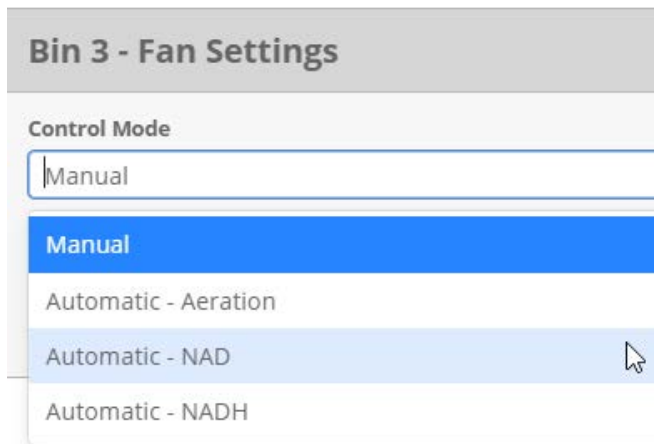 Bin 3 - Fan Settings
Control Mode
Manual
Manual
Automatic - Aeration
Automatic - NAD
Automatic - NADH